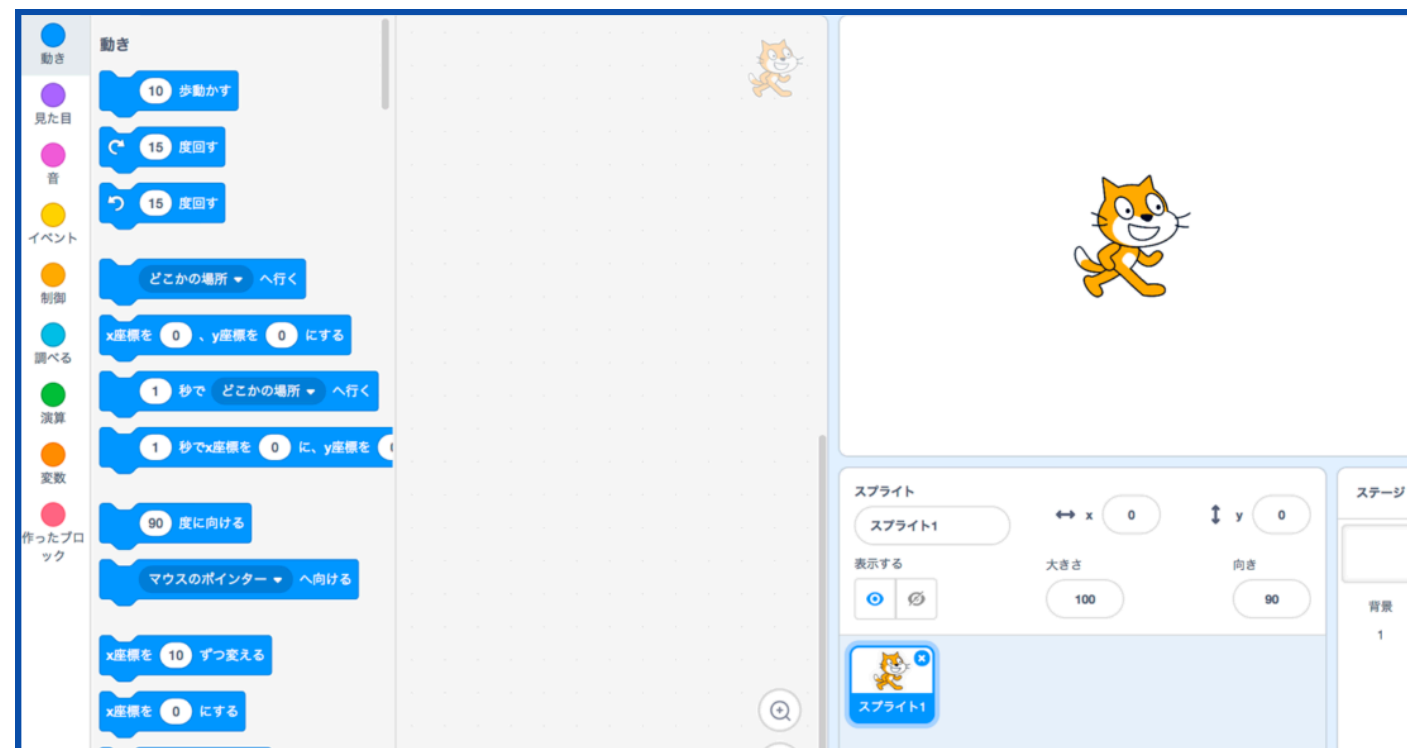 動き
見た目
音
イベント
制御
調べる
演算
変数
作ったブロ
ック
動き
10 歩動かす
15 度回す
15 度回す
どこかの場所 へ行く
x座標を 0 、y座標を 0 にする
1 秒で どこかの場所 へ行く
1 秒でx座標を 0 に、y座標を
90 度に向ける
マウスのポインター へ向ける
x座標を 10 ずつ変える
x座標を 0 にする
スプライト
スプライト1
x 0
y 0
表示する
大きさ
100
向き
90
スプライト1
ステージ
背景
1